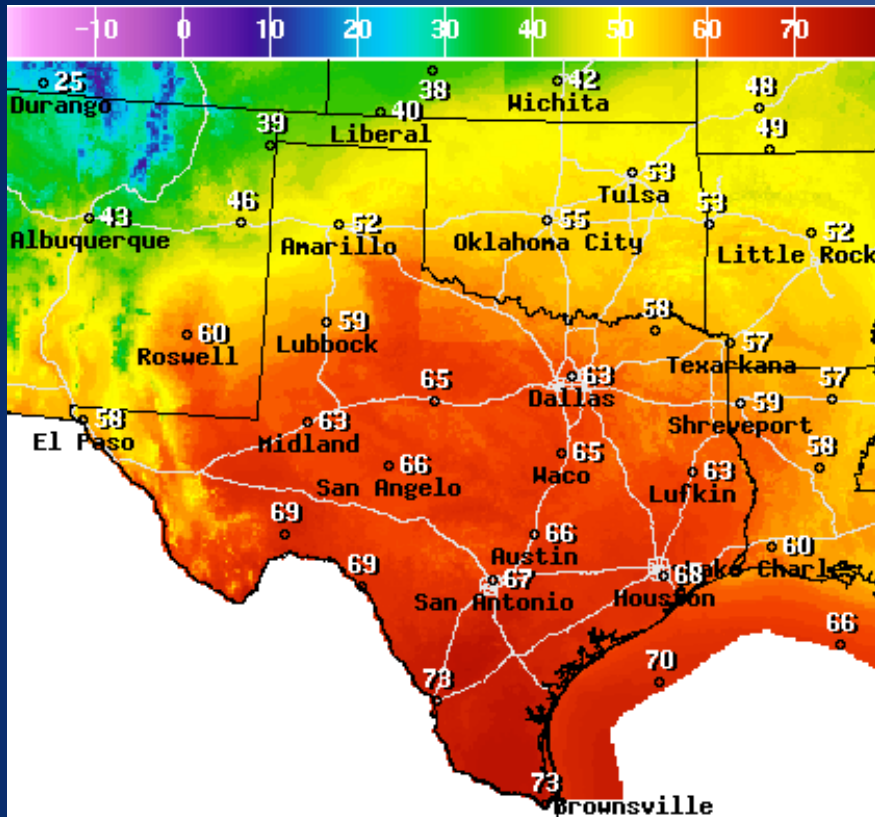 -10 0 10 20 30 40 50 60 70
25 38 42 48
Durango Wichita
40
39 Liberal 49
53
Tulsa
43 46 52 55 53 52
Albuquerque Amarillo Oklahoma City Little Rock
60 59 58 57
Roswell Lubbock Texarkana
65 63 57
Dallas 59
58 63 Shreveport
El Paso Midland
66 65 63 58
San Angelo Waco Lufkin
69 66 60
Austin Lake Charles
69 67 68
San Antonio Houston
66
73 70
73
Brownsville